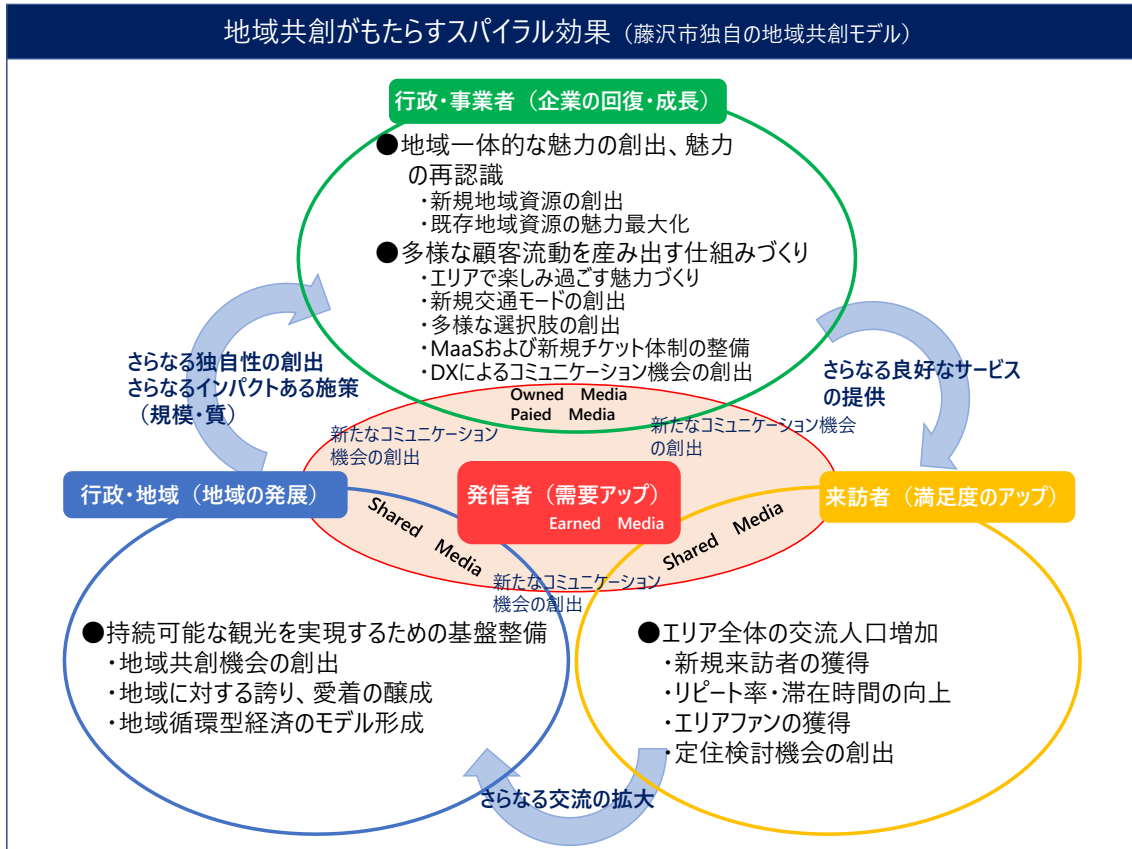 地域共創がもたらすスパイラル効果（藤沢市独自の地域共創モデル）
行政・事業者（企業の回復・成長）
●地域一体的な魅力の創出、魅力
の再認識
・新規地域資源の創出
・既存地域資源の魅力最大化
●多様な顧客流動を産み出す仕組みづくり
・エリアで楽しみ過ごす魅力づくり
・新規交通モードの創出
・多様な選択肢の創出
・MaaSおよび新規チケット体制の整備
・DXによるコミュニケーション機会の創出
さらなる独自性の創出
さらなるインパクトある施策
（規模・質）
さらなる良好なサービス
の提供
Owned Media
Paied Media
新たなコミュニケーション
機会の創出
新たなコミュニケーション機会
の創出
行政・地域（地域の発展）
発信者（需要アップ）
Earned Media
来訪者（満足度のアップ）
Shared Media
Shared Media
新たなコミュニケーション
機会の創出
●持続可能な観光を実現するための基盤整備
・地域共創機会の創出
・地域に対する誇り、愛着の醸成
・地域循環型経済のモデル形成
●エリア全体の交流人口増加
・新規来訪者の獲得
・リピート率・滞在時間の向上
・エリアファンの獲得
・定住検討機会の創出
さらなる交流の拡大